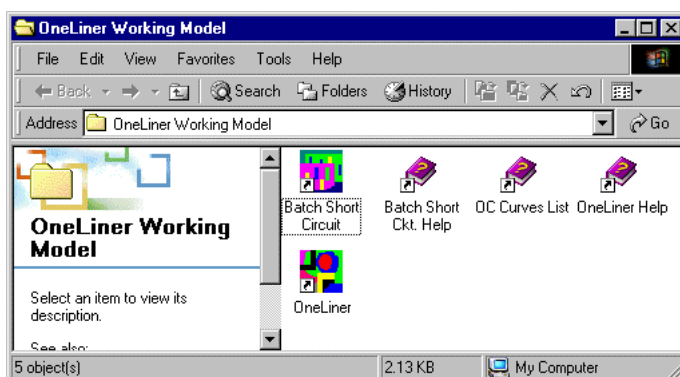 OneLiner Working Model
File Edit View Favorites Tools Help
Back Search Folders History
Address OneLiner Working Model Go
OneLiner Working
Model
Select an item to view its
description.
See also:
Batch Short
Circuit
Batch Short
Ckt. Help
OC Curves List
OneLiner Help
OneLiner
5 object(s) 2.13 KB My Computer